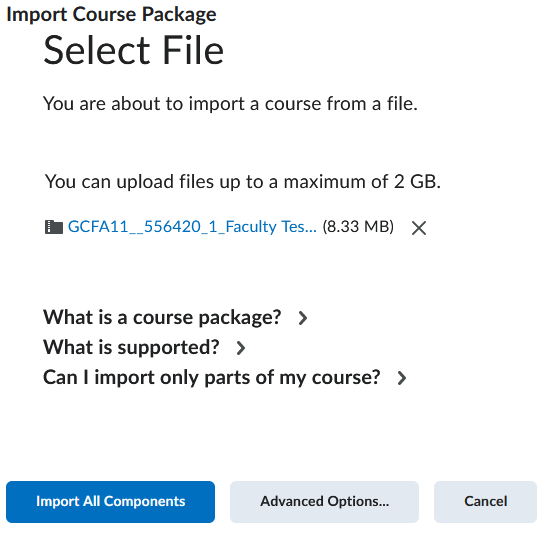 Import Course Package
Select File
You are about to import a course from a file.
You can upload files up to a maximum of 2 GB.
GCFA11__556420_1_Faculty Tes... (8.33 MB)
What is a course package?
What is supported?
Can I import only parts of my course?
Import All Components Advanced Options... Cancel